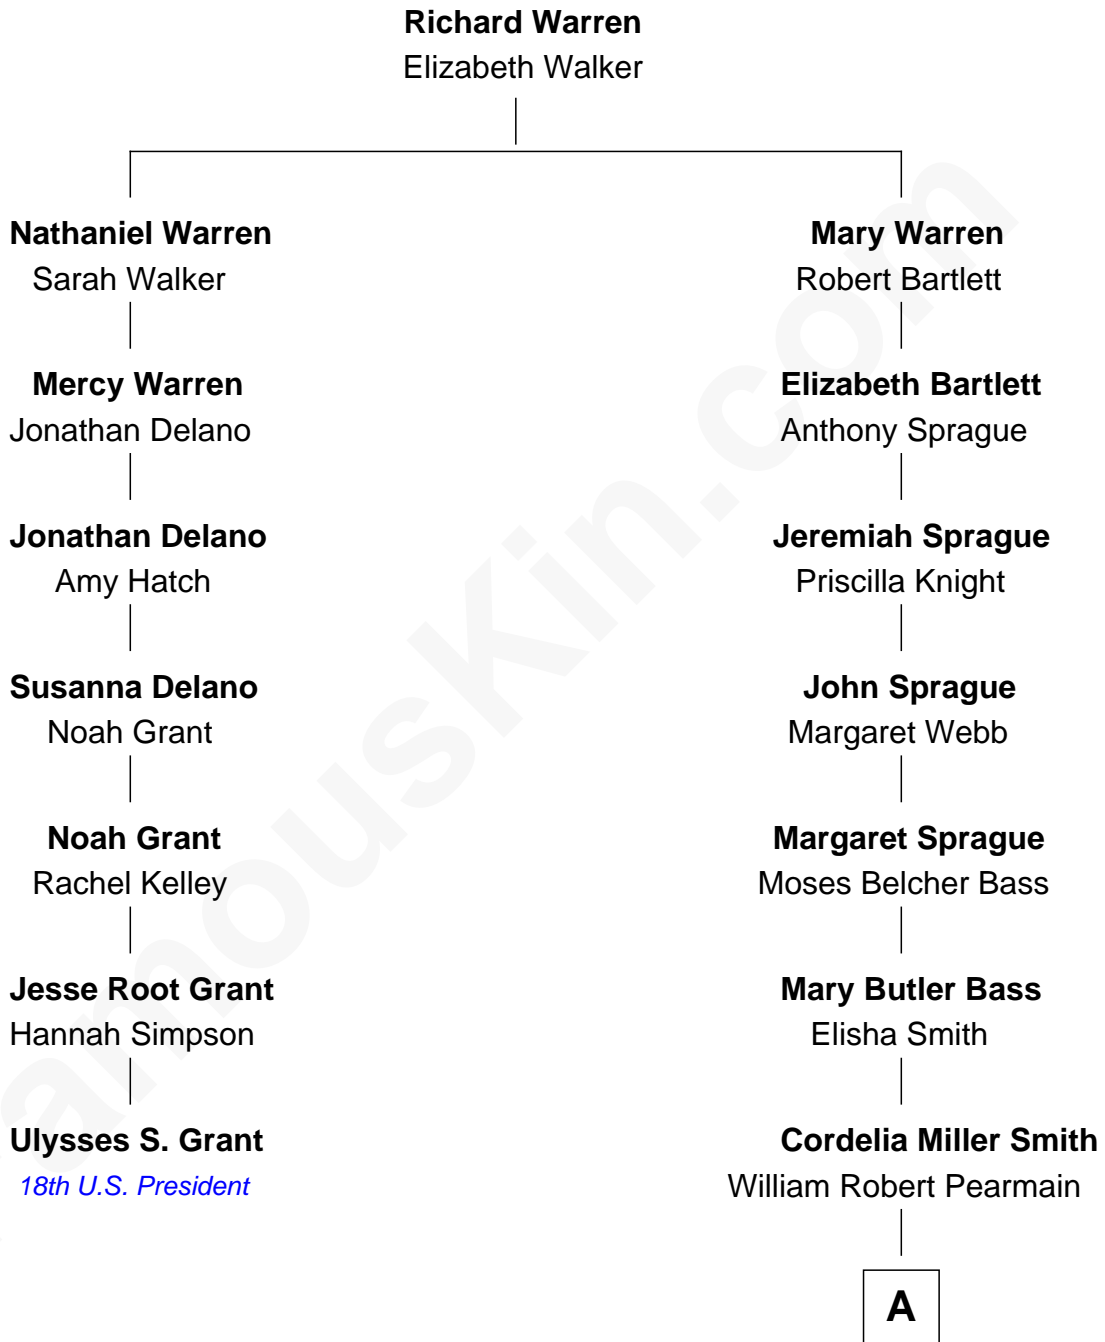 Richard Warren
Elizabeth Walker
Nathaniel Warren
Sarah Walker
Mercy Warren
Jonathan Delano
Jonathan Delano
Amy Hatch
Susanna Delano
Noah Grant
Noah Grant
Rachel Kelley
Jesse Root Grant
Hannah Simpson
Ulysses S. Grant
18th U.S. President
Mary Warren
Robert Bartlett
Elizabeth Bartlett
Anthony Sprague
Jeremiah Sprague
Priscilla Knight
John Sprague
Margaret Webb
Margaret Sprague
Moses Belcher Bass
Mary Butler Bass
Elisha Smith
Cordelia Miller Smith
William Robert Pearmain
A
amouskin.com